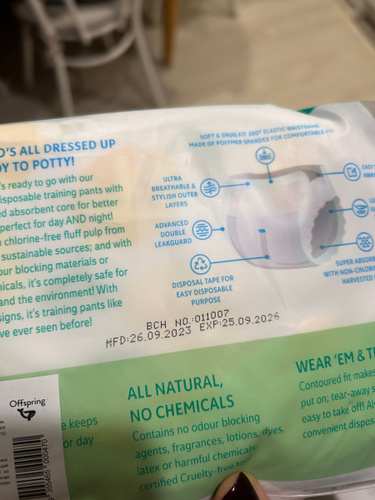 O'S ALL DRESSED UP
DY TO POTTY!
's ready to go with our
isposable training pants with
ed absorbent core for better
perfect for day AND night!
chlorine-free fluff pulp from
sustainable sources; and with
our blocking materials or
micals, it's completely safe for
and the environment! With
signs, it's training pants like
ve ever seen before!
SOFT & SNUG FIT 360° ELASTIC WAISTBAND
MADE OF POLYMER SPANDEX FOR COMFORTABLE FIT
ULTRA
BREATHABLE &
STYLISH OUTER
LAYERS
ADVANCED
DOUBLE
LEAKGUARD
DISPOSAL TAPE FOR
EASY DISPOSABLE
PURPOSE
EASY
AWAY
SUPER ABSORB
WITH NON-CHLORIN
HARVESTED
BCH NO.:011007
MFD:26.09.2023 EXP:25.09.2026
Offspring
e keeps
or day
ALL NATURAL,
NO CHEMICALS
Contains no odour blocking
agents, fragrances, lotions, dyes,
latex or harmful chemicals
certified Cruelty-free
WEAR 'EM & T
Contoured fit makes
put on; tear-away s
easy to take off! Al
convenient dispos